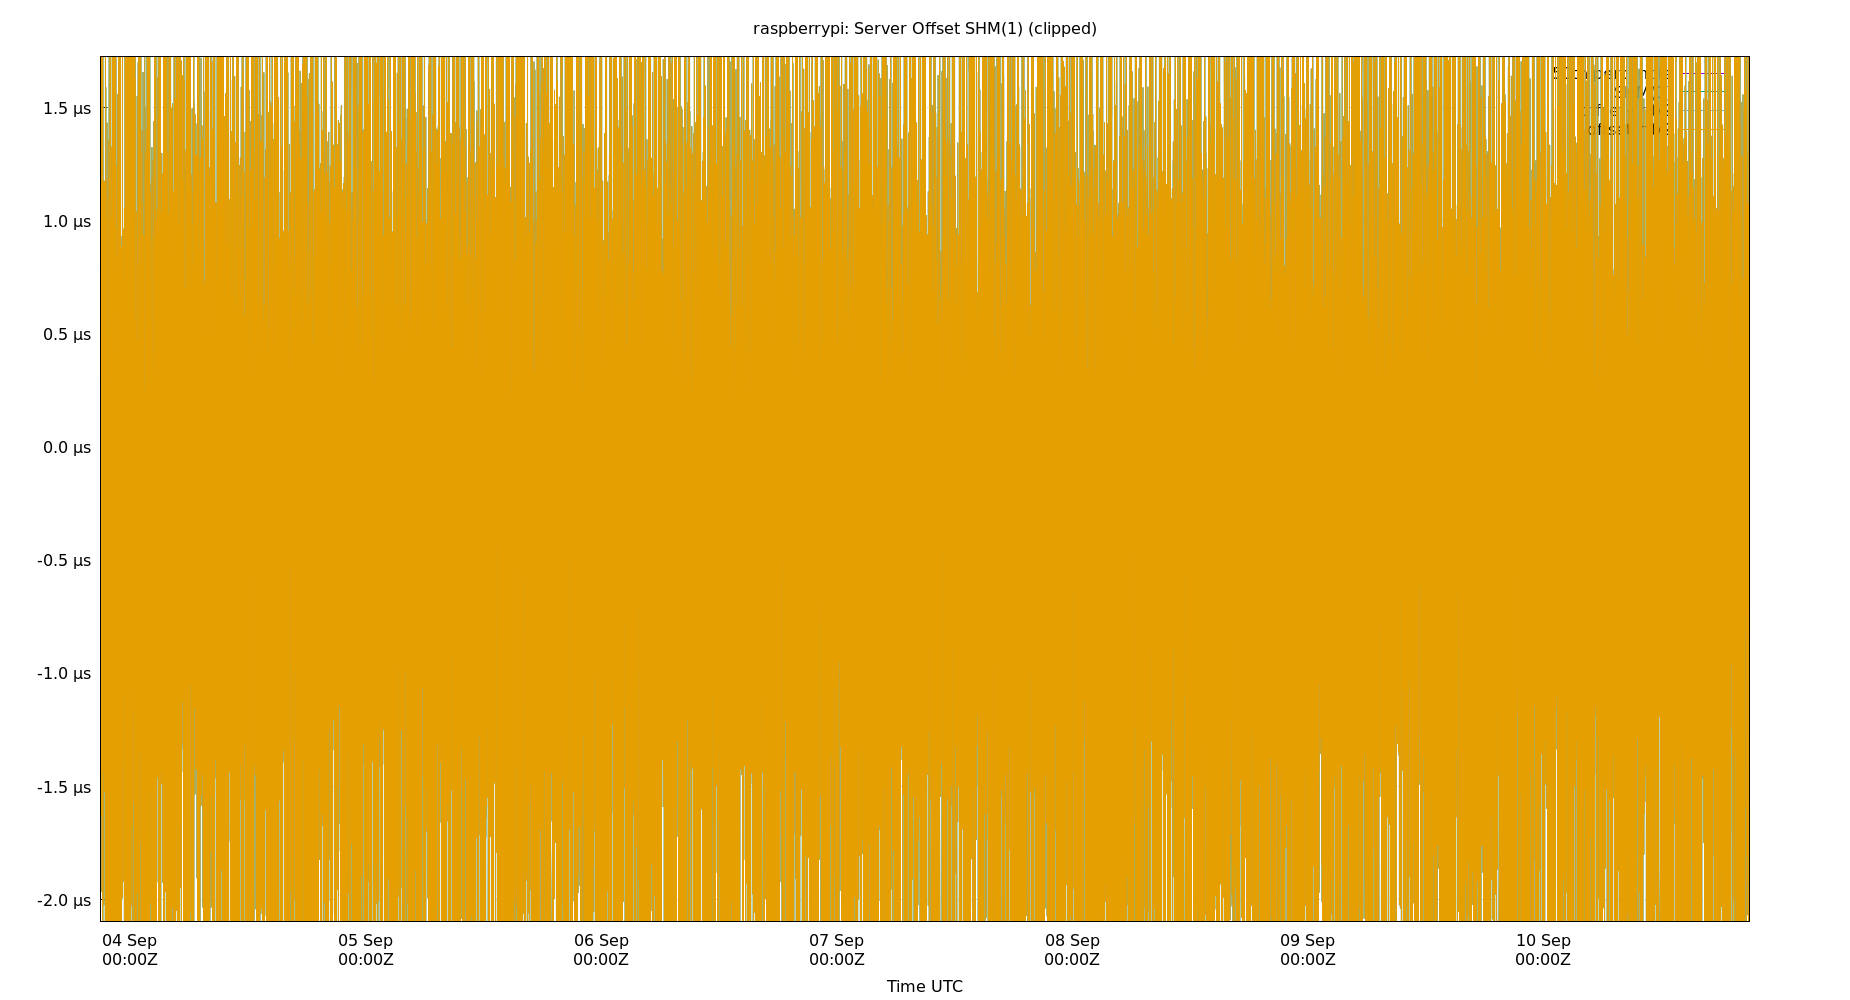 raspberrypi: Server Offset SHM(1) (clipped)
1.5 µs
1.0 µs
0.5 µs
0.0 µs
-0.5 µs
-1.0 µs
-1.5 µs
-2.0 µs
04 Sep 05 Sep 06 Sep 07 Sep 08 Sep 09 Sep 10 Sep
00:00Z 00:00Z 00:00Z 00:00Z 00:00Z 00:00Z 00:00Z
Time UTC